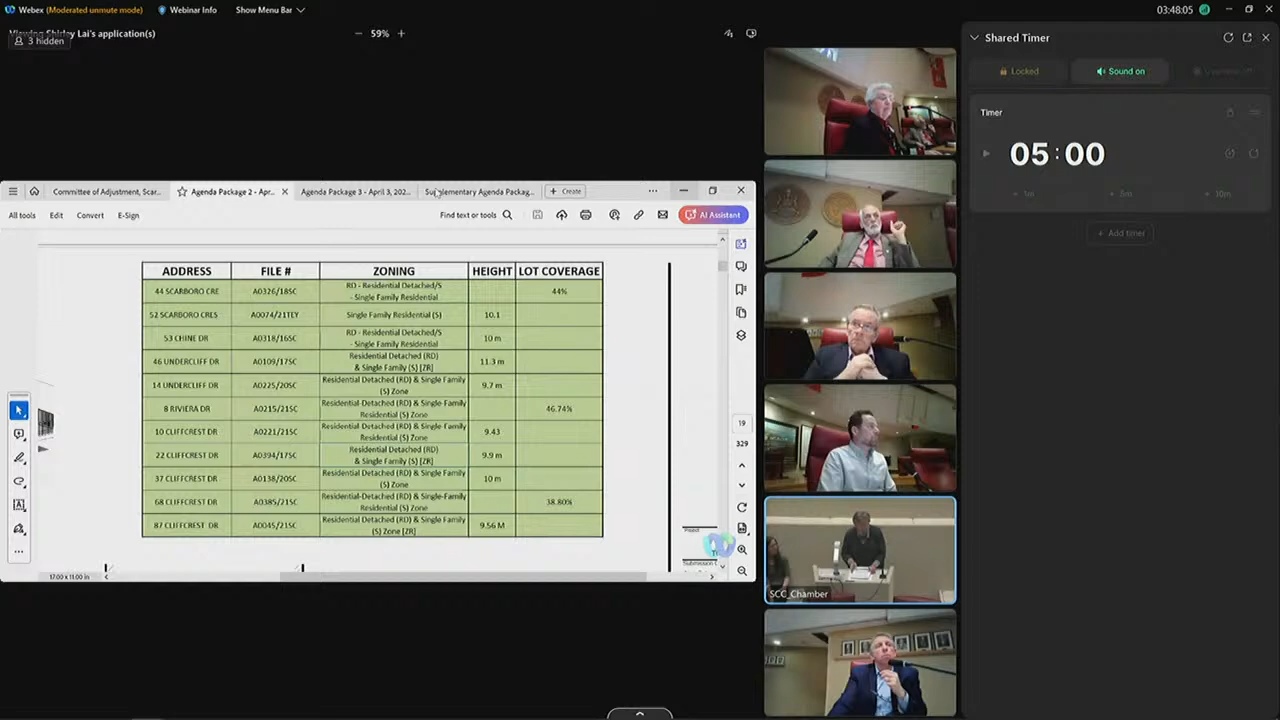 Webex (Moderated unmute mode) Webinar Info Show Menu Bar 03:48:05
Viewing Shirley Lai's application(s) 59%
3 hidden
Shared Timer
Locked Sound on
Timer
05:00
1m 5m 10m
Add timer
Committee of Adjustment, Scar... Agenda Package 2 - Apr... Agenda Package 3 - April 3, 202... Supplementary Agenda Packag... Create
All tools Edit Convert E-Sign Find text or tools AI Assistant
ADDRESS FILE # ZONING HEIGHT LOT COVERAGE
44 SCARBORO CRE A0326/18SC RD - Residential Detached/S - Single Family Residential 44%
52 SCARBORO CRES A0074/21TEY Single Family Residential (S) 10.1
53 CHINE DR A0318/16SC RD - Residential Detached/S - Single Family Residential 10 m
46 UNDERCLIFF DR A0109/17SC Residential Detached (RD) & Single Family (S) [ZR] 11.3 m
14 UNDERCLIFF DR A0225/20SC Residential Detached (RD) & Single Family (S) Zone 9.7 m
8 RIVIERA DR A0215/21SC Residential-Detached (RD) & Single-Family Residential (S) Zone 46.74%
10 CLIFFCREST DR A0221/21SC Residential-Detached (RD) & Single-Family Residential (S) Zone 9.43
22 CLIFFCREST DR A0394/17SC Residential Detached (RD) & Single Family (S) [ZR] 9.9 m
37 CLIFFCREST DR A0138/20SC Residential Detached (RD) & Single Family (S) Zone 10 m
68 CLIFFCREST DR A0385/21SC Residential-Detached (RD) & Single-Family Residential (S) Zone 38.80%
87 CLIFFCREST DR A0045/21SC Residential Detached (RD) & Single Family (S) Zone [ZR] 9.56 M
19
329
17.00 x 11.00 in
SCC_Chamber